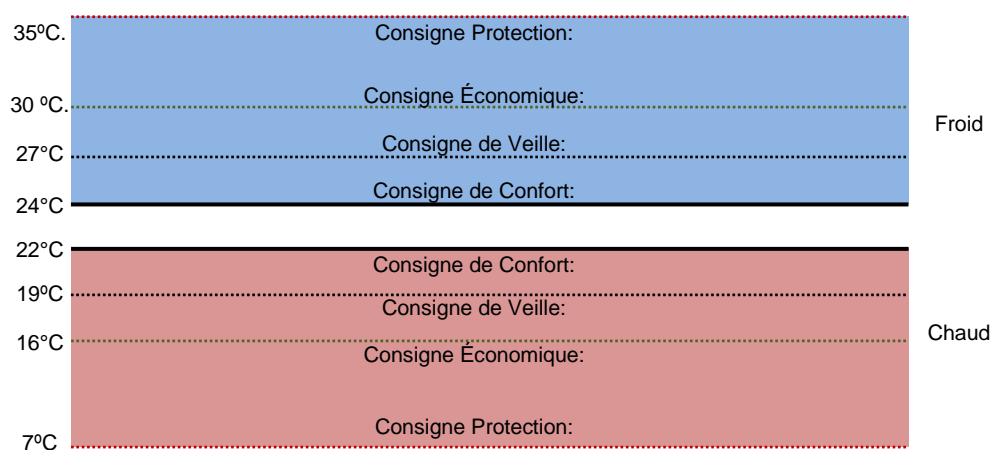 35ºC.
Consigne Protection:
30 ºC.
Consigne Économique:
Froid
27°C
Consigne de Veille:
24°C
Consigne de Confort:
22°C
Consigne de Confort:
19ºC
Consigne de Veille:
16°C
Chaud
Consigne Économique:
7ºC
Consigne Protection: